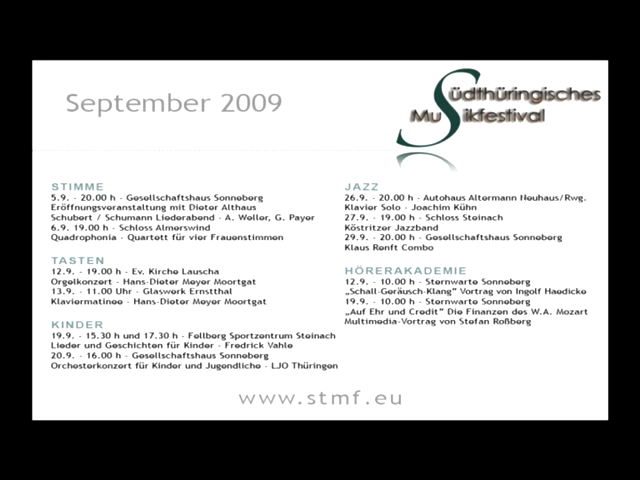 September 2009
Südthüringisches
Musikfestival
STIMME
5.9. - 20.00 h - Gesellschaftshaus Sonneberg
Eröffnungsveranstaltung mit Dieter Althaus
Schubert / Schumann Liederabend - A. Weller, G. Payer
6.9. 19.00 h - Schloss Almerswind
Quadrophonia - Quartett für vier Frauenstimmen
TASTEN
12.9. - 19.00 h - Ev. Kirche Lauscha
Orgelkonzert - Hans-Dieter Meyer Moortgat
13.9. - 11.00 Uhr - Glaswerk Ernstthal
Klaviermatinee - Hans-Dieter Meyer Moortgat
KINDER
19.9. - 15.30 h und 17.30 h - Fellberg Sportzentrum Steinach
Lieder und Geschichten für Kinder - Fredrick Vahle
20.9. - 16.00 h - Gesellschaftshaus Sonneberg
Orchesterkonzert für Kinder und Jugendliche - LJO Thüringen
JAZZ
26.9. - 20.00 h - Autohaus Altermann Neuhaus/Rwg.
Klavier Solo - Joachim Kühn
27.9. - 19.00 h - Schloss Steinach
Köstritzer Jazzband
29.9. - 20.00 h - Gesellschaftshaus Sonneberg
Klaus Renft Combo
HÖRERAKADEMIE
12.9. - 10.00 h - Sternwarte Sonneberg
„Schall-Geräusch-Klang" Vortrag von Ingolf Haedicke
19.9. - 10.00 h - Sternwarte Sonneberg
„Auf Ehr und Credit" Die Finanzen des W.A. Mozart
Multimedia-Vortrag von Stefan Roßberg
www.stmf.eu